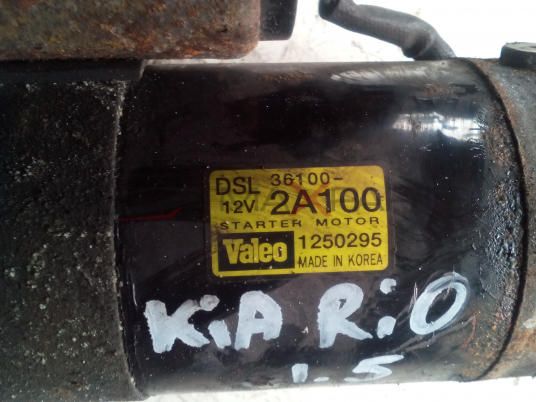 DSL 36100-
12V 2A100
STARTER MOTOR
Valeo 1250295
MADE IN KOREA
KiA RiO
1.5